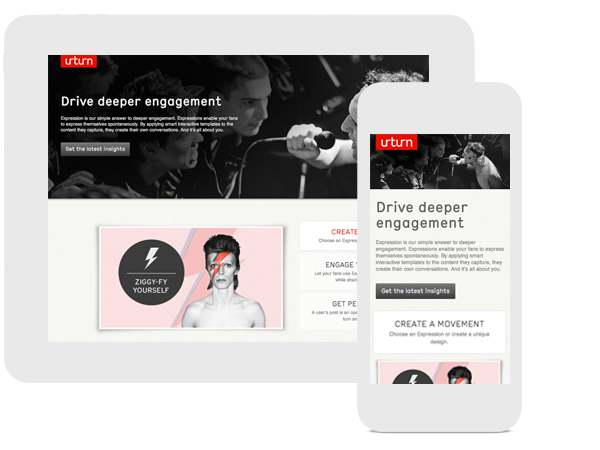 urturn
Drive deeper engagement
Expression is our simple answer to deeper engagement. Expressions enable your fans
to express themselves spontaneously. By applying smart interactive templates to the
content they capture, they create their own conversations. And it's all about you.
Get the latest insights
ZIGGY-FY
YOURSELF
CREATE
Choose an Expres
ENGAGE
Let your fans use Ex
while shar
GET PE
A user's post is an ope
turn an
urturn
Drive deeper
engagement
Expression is our simple answer to deeper
engagement. Expressions enable your fans to express
themselves spontaneously. By applying smart
interactive templates to the content they capture, they
create their own conversations. And it's all about you.
Get the latest insights
CREATE A MOVEMENT
Choose an Expression or create a unique
design.